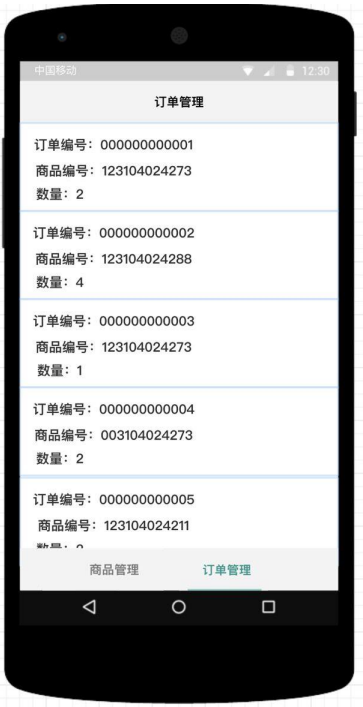 中国移动 12:30
订单管理
订单编号：000000000001
商品编号：123104024273
数量：2
订单编号：000000000002
商品编号：123104024288
数量：4
订单编号：000000000003
商品编号：123104024273
数量：1
订单编号：000000000004
商品编号：003104024273
数量：2
订单编号：000000000005
商品编号：123104024211
商品管理 订单管理